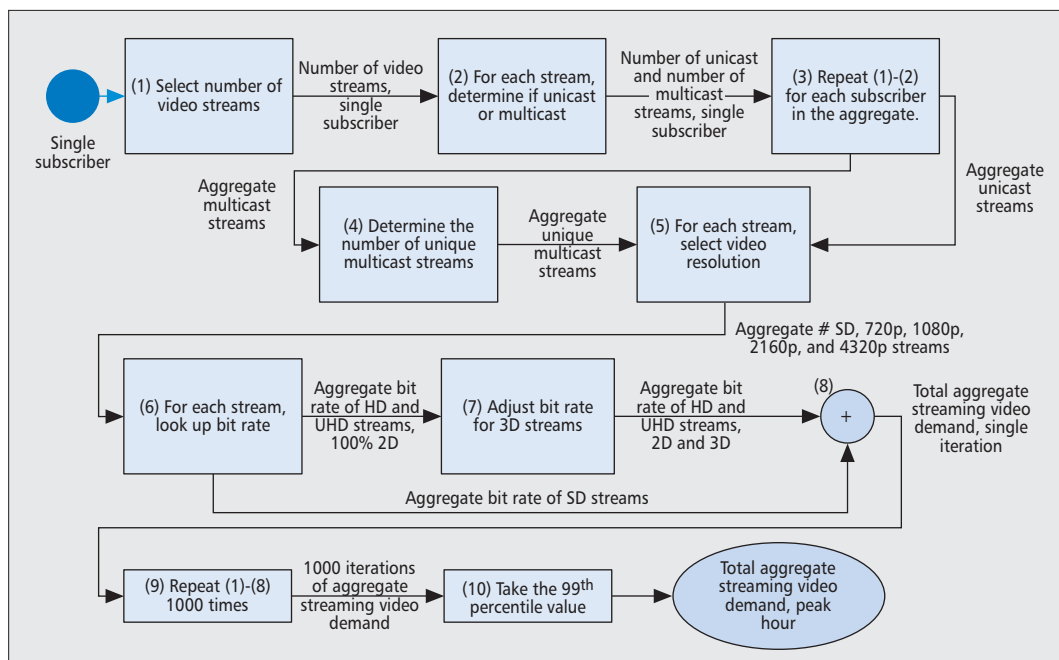 Single
subscriber
(1) Select number of
video streams
Number of video
streams,
single
subscriber
(2) For each stream,
determine if unicast
or multicast
Number of unicast
and number of
multicast
streams, single
subscriber
(3) Repeat (1)-(2)
for each subscriber
in the aggregate.
Aggregate
multicast
streams
Aggregate
unicast
streams
(4) Determine the
number of unique
multicast streams
Aggregate
unique
multicast
streams
(5) For each stream,
select video
resolution
Aggregate # SD, 720p, 1080p,
2160p, and 4320p streams
(6) For each stream,
look up bit rate
Aggregate bit
rate of HD and
UHD streams,
100% 2D
(7) Adjust bit rate
for 3D streams
Aggregate bit
rate of HD and
UHD streams,
2D and 3D
(8)
+
Total aggregate
streaming video
demand, single
iteration
Aggregate bit rate of SD streams
(9) Repeat (1)-(8)
1000 times
1000 iterations
of aggregate
streaming video
demand
(10) Take the 99th
percentile value
Total aggregate
streaming video
demand, peak
hour